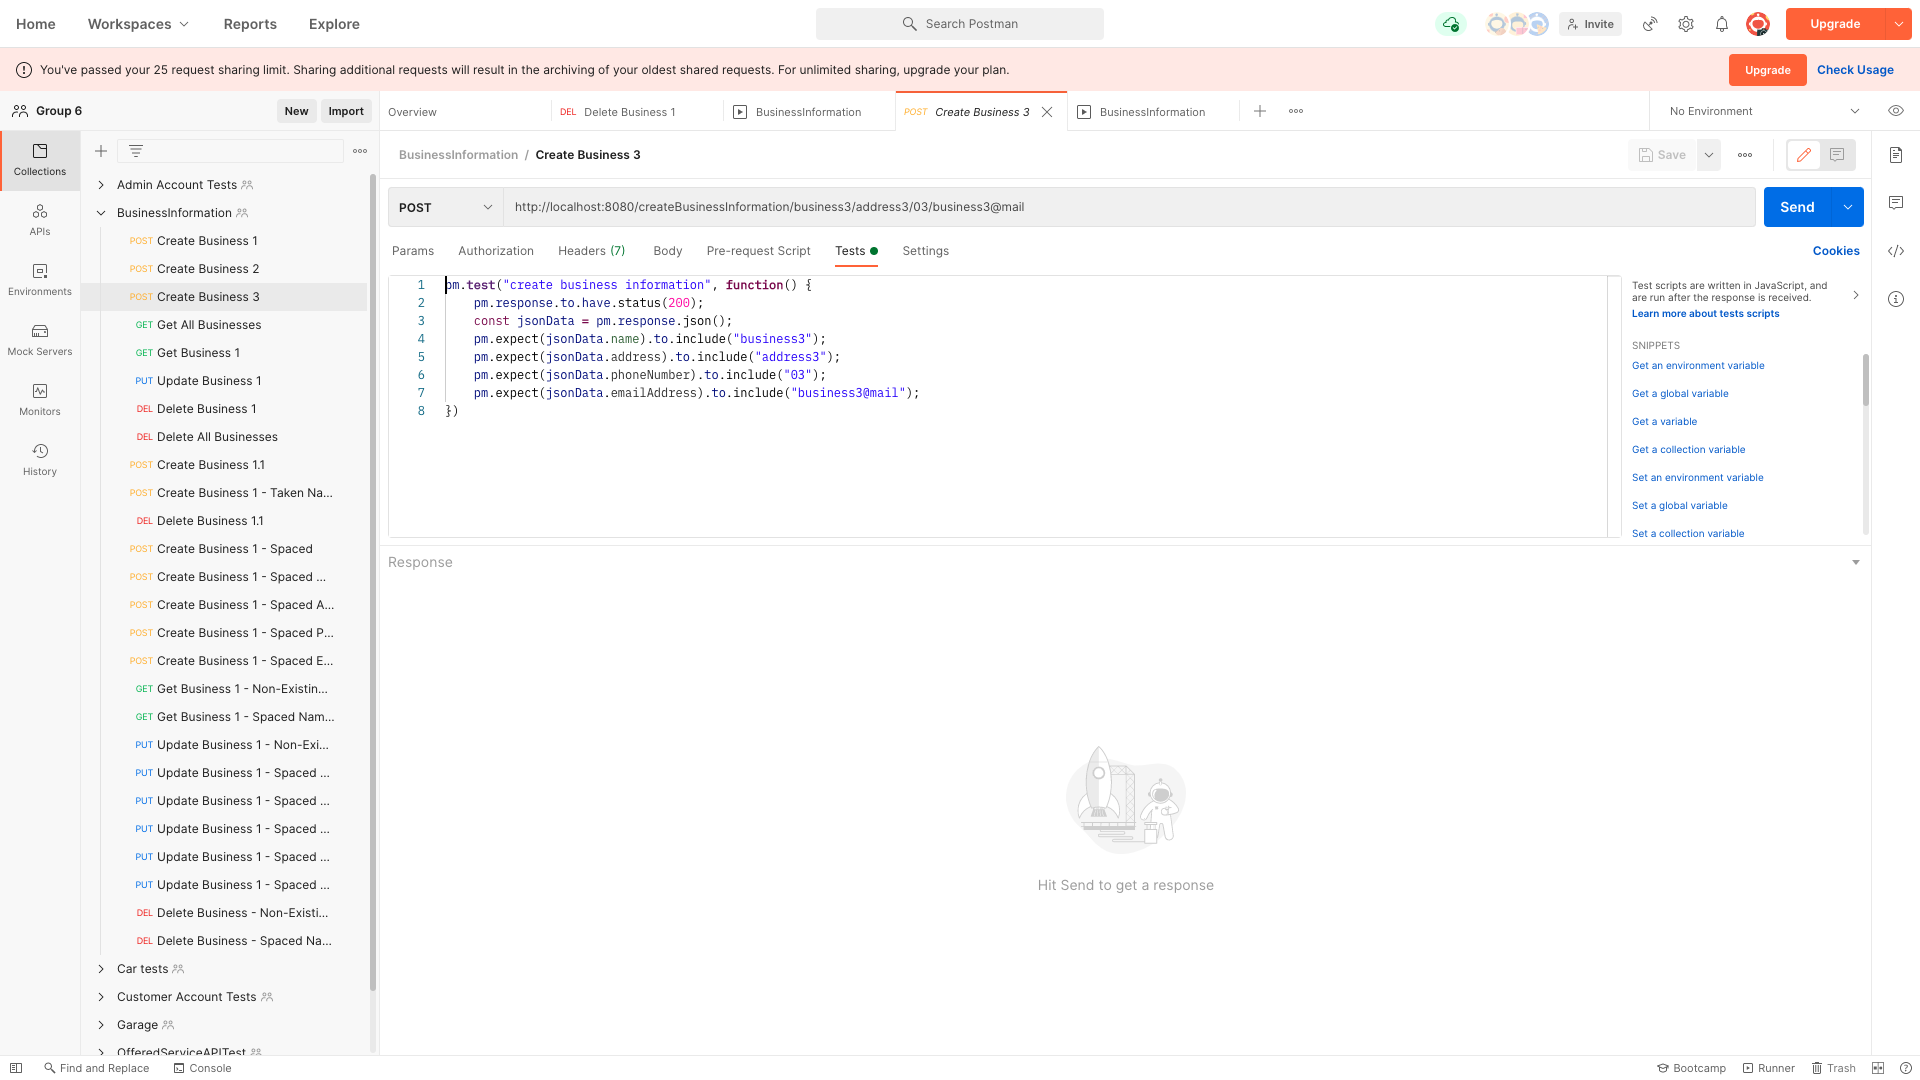 Home
Workspaces
Reports
Explore
Search Postman
Invite
Upgrade
You've passed your 25 request sharing limit. Sharing additional requests will result in the archiving of your oldest shared requests. For unlimited sharing, upgrade your plan.
Upgrade
Check Usage
Group 6
New
Import
Overview
DEL Delete Business 1
BusinessInformation
POST Create Business 3
BusinessInformation
No Environment
Collections
APIs
Environments
Mock Servers
Monitors
History
Admin Account Tests
BusinessInformation
POST Create Business 1
POST Create Business 2
POST Create Business 3
GET Get All Businesses
GET Get Business 1
PUT Update Business 1
DEL Delete Business 1
DEL Delete All Businesses
POST Create Business 1.1
POST Create Business 1 - Taken Na...
DEL Delete Business 1.1
POST Create Business 1 - Spaced
POST Create Business 1 - Spaced ...
POST Create Business 1 - Spaced A...
POST Create Business 1 - Spaced P...
POST Create Business 1 - Spaced E...
GET Get Business 1 - Non-Existin...
GET Get Business 1 - Spaced Nam...
PUT Update Business 1 - Non-Exi...
PUT Update Business 1 - Spaced ...
PUT Update Business 1 - Spaced ...
PUT Update Business 1 - Spaced ...
PUT Update Business 1 - Spaced ...
PUT Update Business 1 - Spaced ...
DEL Delete Business - Non-Existi...
DEL Delete Business - Spaced Na...
Car tests
Customer Account Tests
Garage
OfferedServiceAPITest
BusinessInformation / Create Business 3
Save
POST
http://localhost:8080/createBusinessInformation/business3/address3/03/business3@mail
Send
Params
Authorization
Headers (7)
Body
Pre-request Script
Tests
Settings
Cookies
1 pm.test("create business information", function() {
2 pm.response.to.have.status(200);
3 const jsonData = pm.response.json();
4 pm.expect(jsonData.name).to.include("business3");
5 pm.expect(jsonData.address).to.include("address3");
6 pm.expect(jsonData.phoneNumber).to.include("03");
7 pm.expect(jsonData.emailAddress).to.include("business3@mail");
8 })
Test scripts are written in JavaScript, and
are run after the response is received.
Learn more about tests scripts
SNIPPETS
Get an environment variable
Get a global variable
Get a variable
Get a collection variable
Set an environment variable
Set a global variable
Set a collection variable
Response
Hit Send to get a response
Find and Replace
Console
Bootcamp
Runner
Trash